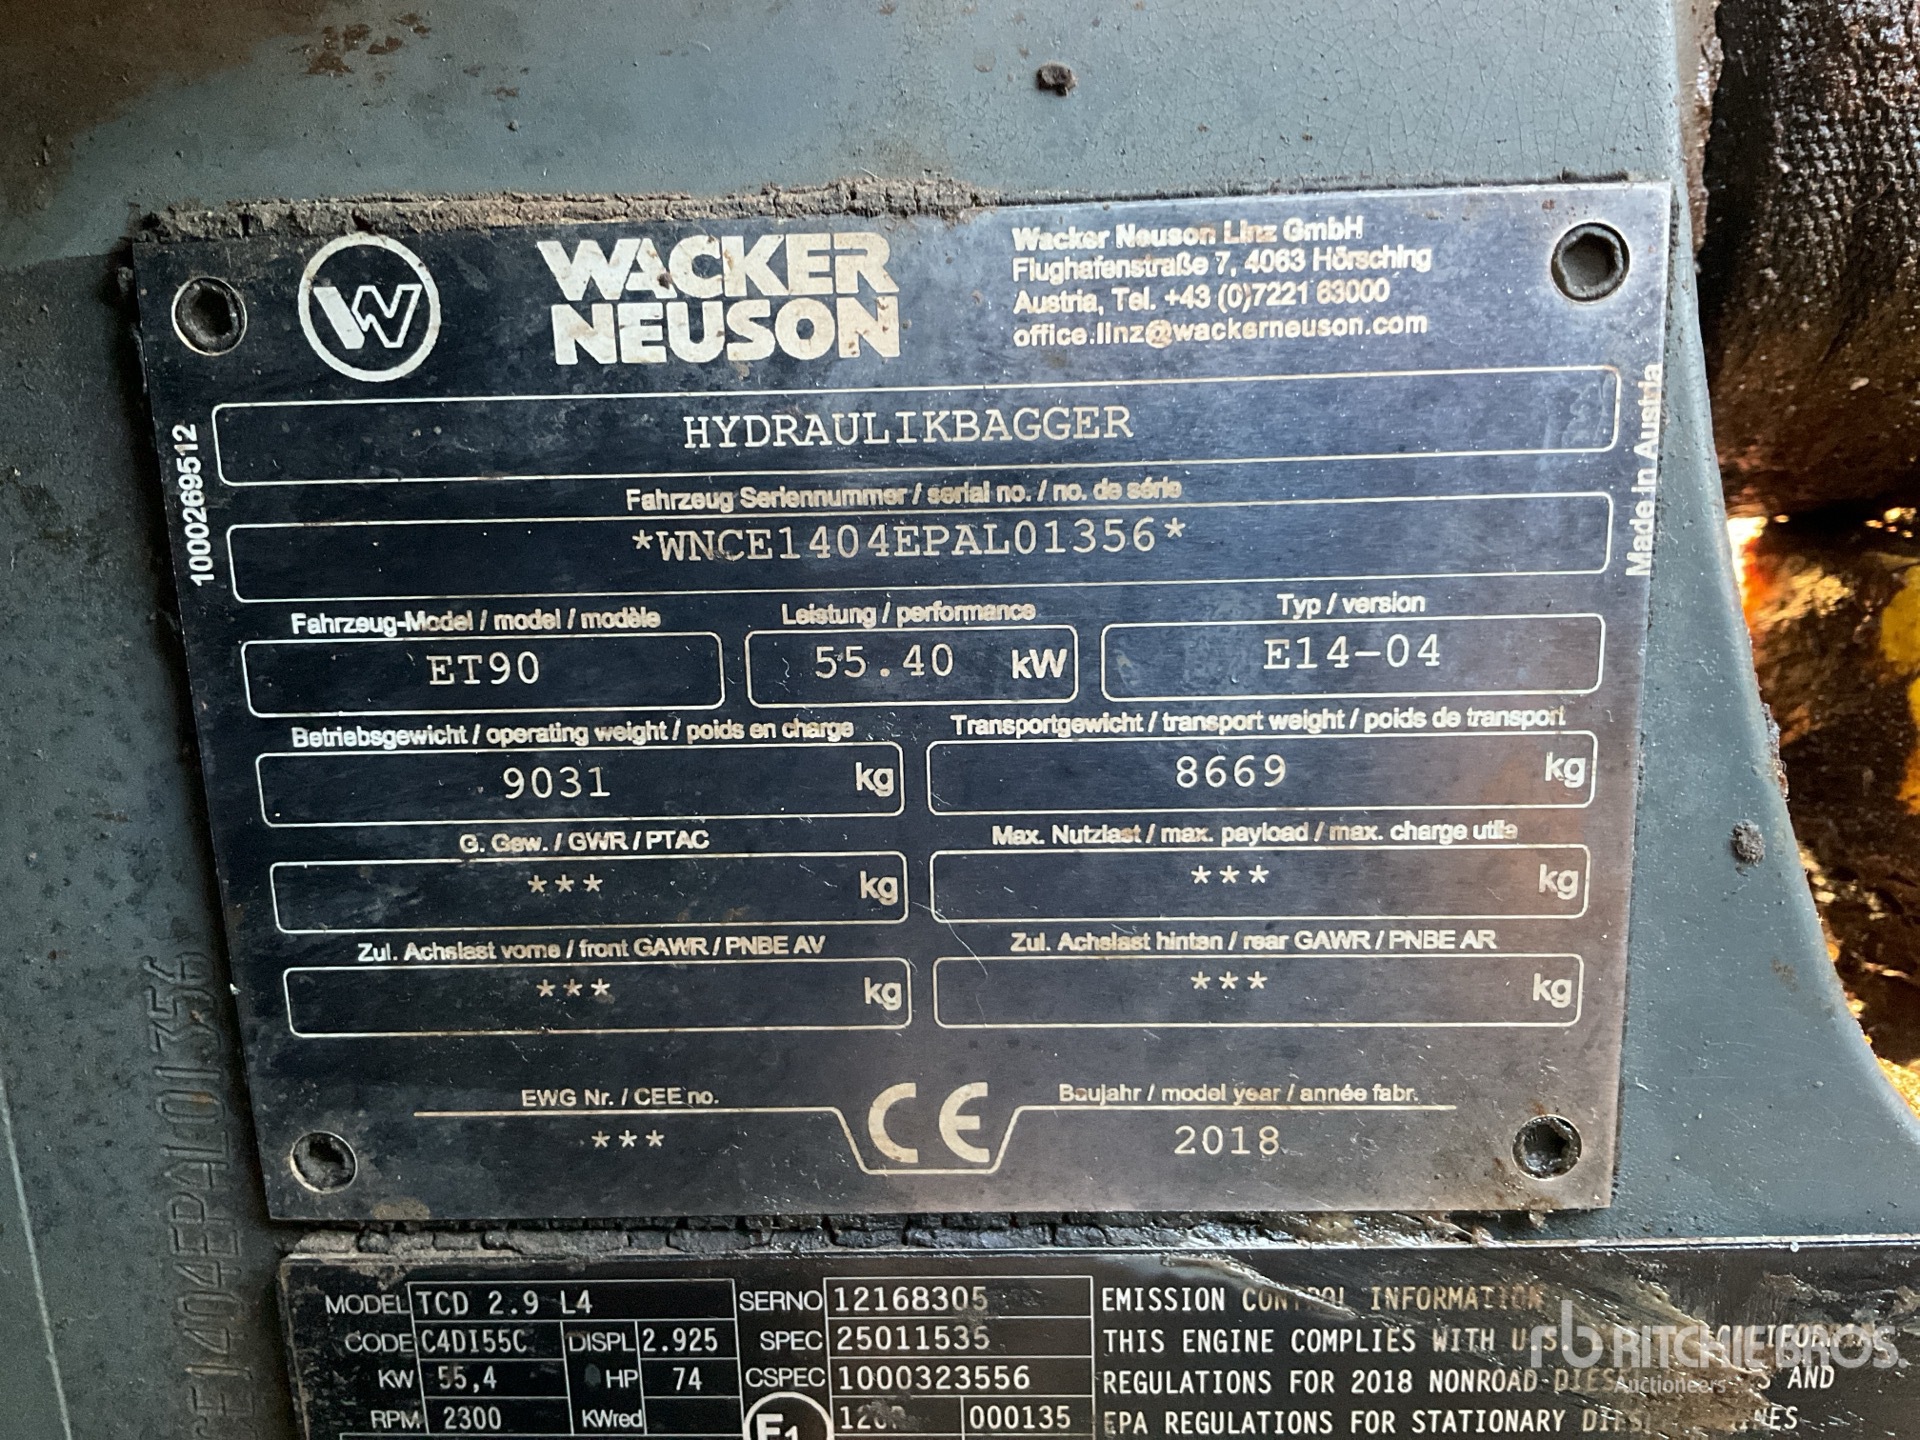 W
WACKER
NEUSON
Wacker Neuson Linz GmbH
Flughafenstraße 7, 4063 Hörsching
Austria, Tel. +43 (0)7221 63000
office.linz@wackerneuson.com
HYDRAULIKBAGGER
1000269512
Made in Austria
Fahrzeug Seriennummer / serial no. / no. de série
*WNCE1404EPAL01356*
Fahrzeug-Model / model / modèle
Leistung / performance
Typ / version
ET90
55.40 kW
E14-04
Betriebsgewicht / operating weight / poids en charge
Transportgewicht / transport weight / poids de transport
9031 kg
8669 kg
G. Gew. / GWR / PTAC
Max. Nutzlast / max. payload / max. charge utile
*** kg
*** kg
Zul. Achslast vorne / front GAWR / PNBE AV
Zul. Achslast hinten / rear GAWR / PNBE AR
*** kg
*** kg
EWG Nr. / CEE no.
***
CE
Baujahr / model year / année fabr.
2018
CE1404EPAL01356
MODEL TCD 2.9 L4 SERNO 12168305
CODE C4DI55C DISPL 2.925 SPEC 25011535
KW 55,4 HP 74 CSPEC 1000323556
RPM 2300 KWred E1 120R 000135
EMISSION CONTROL INFORMATION
THIS ENGINE COMPLIES WITH U.S. CALIFORNIA
REGULATIONS FOR 2018 NONROAD AND
EPA REGULATIONS FOR STATIONARY
rb RITCHIE BROS.
Auctioneers